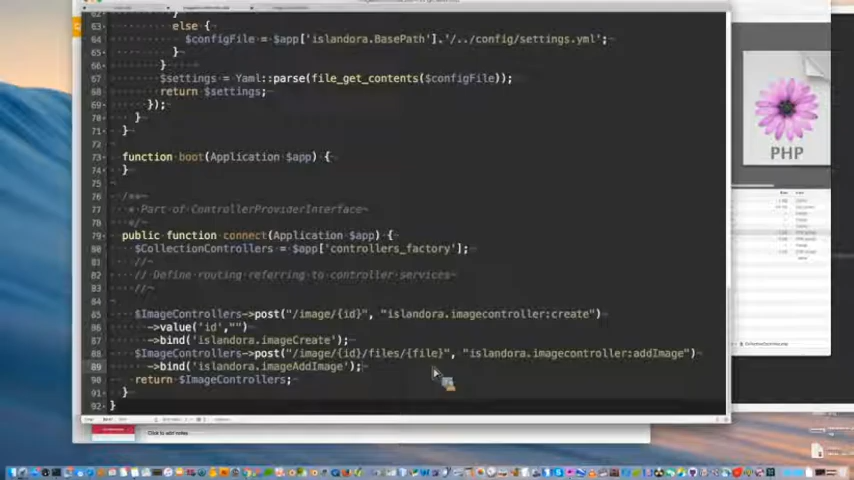 63 else {
64 $configFile = $app['islandora.BasePath'].'/../config/settings.yml';
65 }
66 }
67 $settings = Yaml::parse(file_get_contents($configFile));
68 return $settings;
69 });
70 }
71 }
72
73 function boot(Application $app) {
74 }
75
76 /**
77 * Part of ControllerProviderInterface
78 */
79 public function connect(Application $app) {
80 $CollectionControllers = $app['controllers_factory'];
81 //
82 // Define routing referring to controller services
83 //
84
85 $ImageControllers->post("/image/{id}", "islandora.imagecontroller:create")
86 ->value('id',"")
87 ->bind('islandora.imageCreate');
88 $ImageControllers->post("/image/{id}/files/{file}", "islandora.imagecontroller:addImage")
89 ->bind('islandora.imageAddImage');
90 return $ImageControllers;
91 }
92 }
PHP
Click to add notes